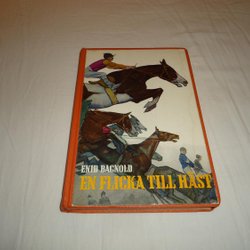 ENID BAGNOLD
EN FLICKA TILL HÄST